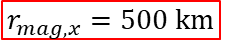 r_{mag,x} = 500 km